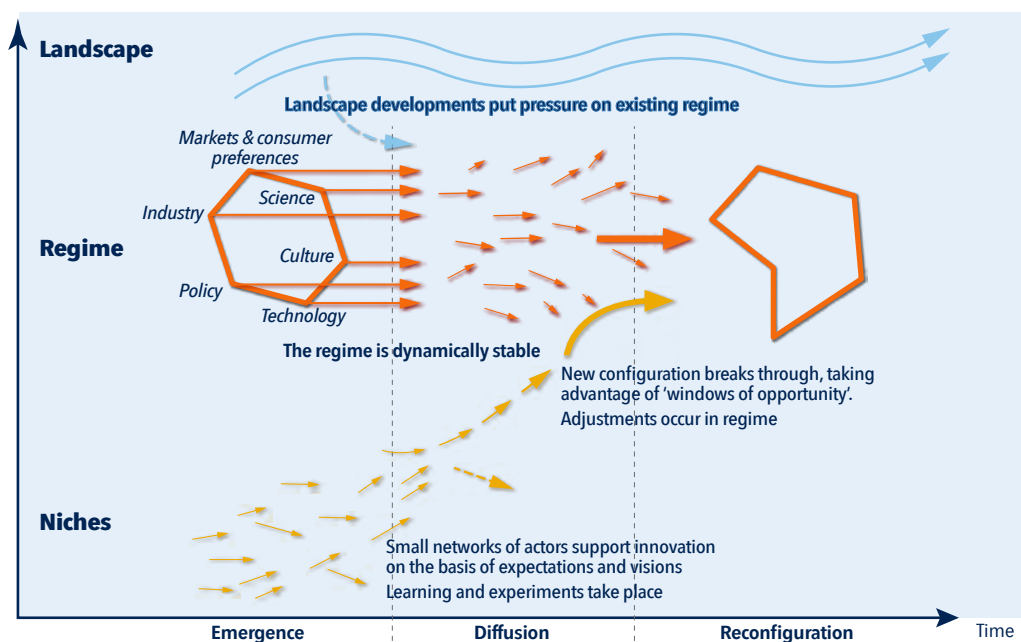 Landscape
Landscape developments put pressure on existing regime
Markets & consumer
preferences
Science
Industry
Regime
Culture
Policy
Technology
The regime is dynamically stable
New configuration breaks through, taking
advantage of ‘windows of opportunity’.
Adjustments occur in regime
Niches
Small networks of actors support innovation
on the basis of expectations and visions
Learning and experiments take place
Emergence
Diffusion
Reconfiguration
Time